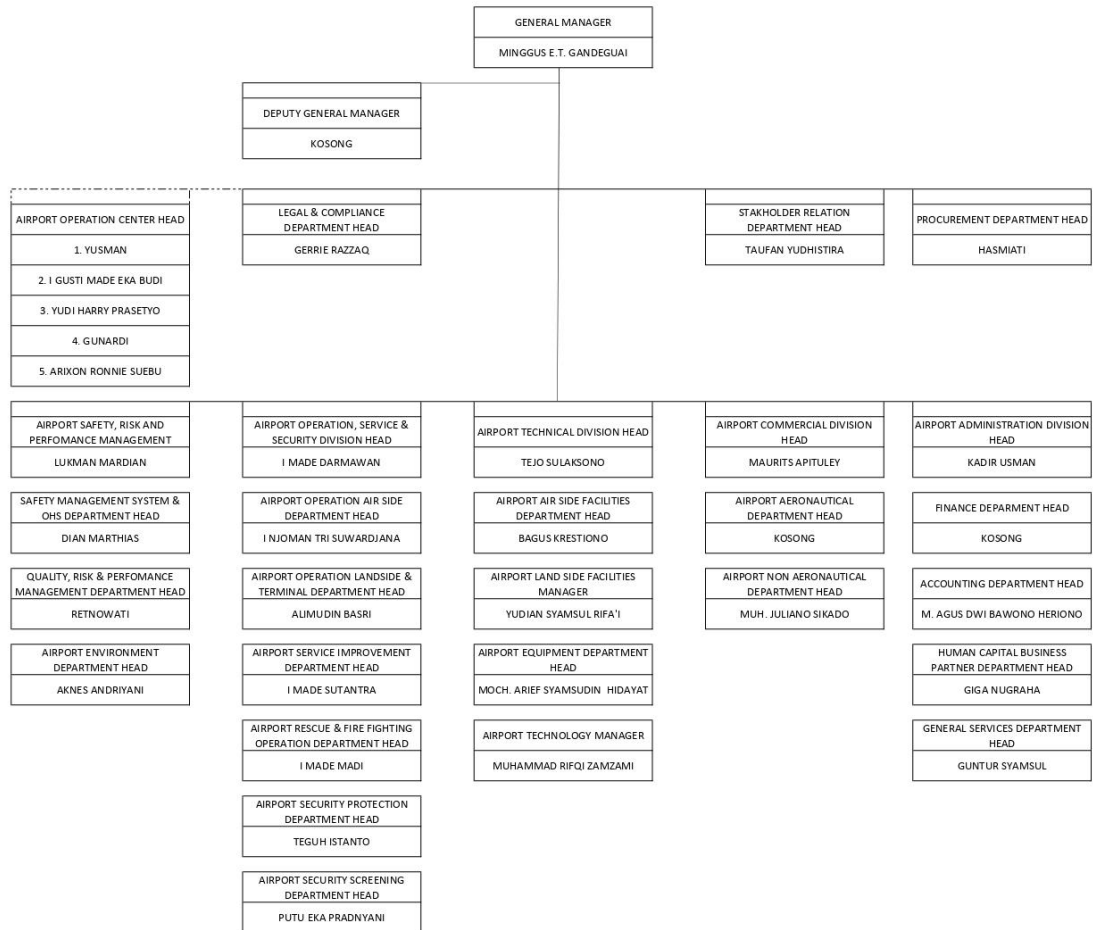 GENERAL MANAGER
MINGGUS E.T. GANDEGUAI
DEPUTY GENERAL MANAGER
KOSONG
AIRPORT OPERATION CENTER HEAD
1. YUSMAN
2. I GUSTI MADE EKA BUDI
3. YUDI HARRY PRASETYO
4. GUNARDI
5. ARIXON RONNIE SUEBU
LEGAL & COMPLIANCE
DEPARTMENT HEAD
GERRIE RAZZAQ
STAKHOLDER RELATION
DEPARTMENT HEAD
TAUFAN YUDHISTIRA
PROCUREMENT DEPARTMENT HEAD
HASMIATI
AIRPORT SAFETY, RISK AND
PERFOMANCE MANAGEMENT
LUKMAN MARDIAN
SAFETY MANAGEMENT SYSTEM &
OHS DEPARTMENT HEAD
DIAN MARTHIAS
QUALITY, RISK & PERFOMANCE
MANAGEMENT DEPARTMENT HEAD
RETNOWATI
AIRPORT ENVIRONMENT
DEPARTMENT HEAD
AKNES ANDRIYANI
AIRPORT OPERATION, SERVICE &
SECURITY DIVISION HEAD
I MADE DARMAWAN
AIRPORT OPERATION AIR SIDE
DEPARTMENT HEAD
I NJOMAN TRI SUWARDJANA
AIRPORT OPERATION LANDSIDE &
TERMINAL DEPARTMENT HEAD
ALIMUDIN BASRI
AIRPORT SERVICE IMPROVEMENT
DEPARTMENT HEAD
I MADE SUTANTRA
AIRPORT RESCUE & FIRE FIGHTING
OPERATION DEPARTMENT HEAD
I MADE MADI
AIRPORT SECURITY PROTECTION
DEPARTMENT HEAD
TEGUH ISTANTO
AIRPORT SECURITY SCREENING
DEPARTMENT HEAD
PUTU EKA PRADNYANI
AIRPORT TECHNICAL DIVISION HEAD
TEJO SULAKSONO
AIRPORT AIR SIDE FACILITIES
DEPARTMENT HEAD
BAGUS KRESTIONO
AIRPORT LAND SIDE FACILITIES
MANAGER
YUDIAN SYAMSUL RIFA'I
AIRPORT EQUIPMENT DEPARTMENT
HEAD
MOCH. ARIEF SYAMSUDIN HIDAYAT
AIRPORT TECHNOLOGY MANAGER
MUHAMMAD RIFQI ZAMZAMI
AIRPORT COMMERCIAL DIVISION
HEAD
MAURITS APITULEY
AIRPORT AERONAUTICAL
DEPARTMENT HEAD
KOSONG
AIRPORT NON AERONAUTICAL
DEPARTMENT HEAD
MUH. JULIANO SIKADO
AIRPORT ADMINISTRATION DIVISION
HEAD
KADIR USMAN
FINANCE DEPARMENT HEAD
KOSONG
ACCOUNTING DEPARTMENT HEAD
M. AGUS DWI BAWONO HERIONO
HUMAN CAPITAL BUSINESS
PARTNER DEPARTMENT HEAD
GIGA NUGRAHA
GENERAL SERVICES DEPARTMENT
HEAD
GUNTUR SYAMSUL